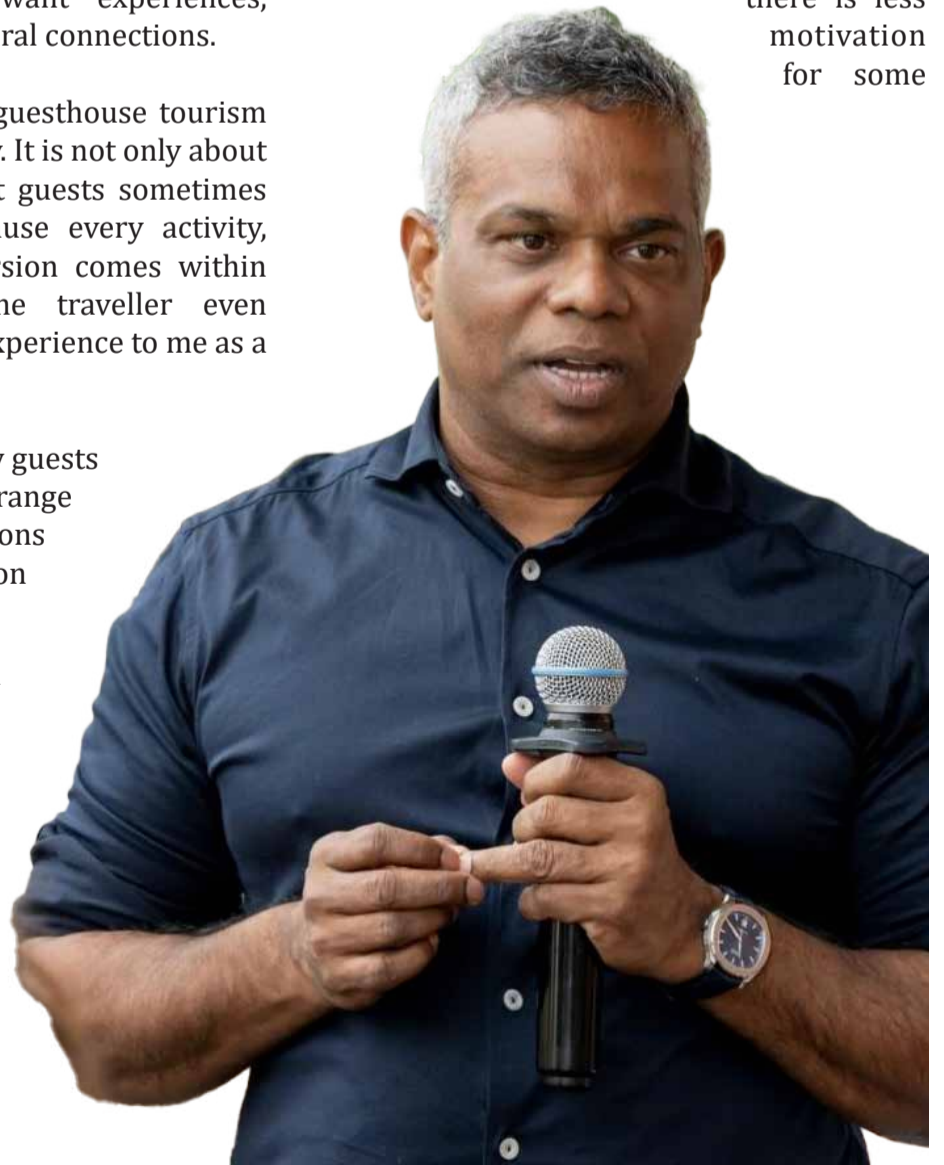 want experiences,
ral connections.
guesthouse tourism
. It is not only about
t guests sometimes
use every activity,
sion comes within
ne traveller even
xperience to me as a
guests
range
ons
on
there is less
motivation
for some